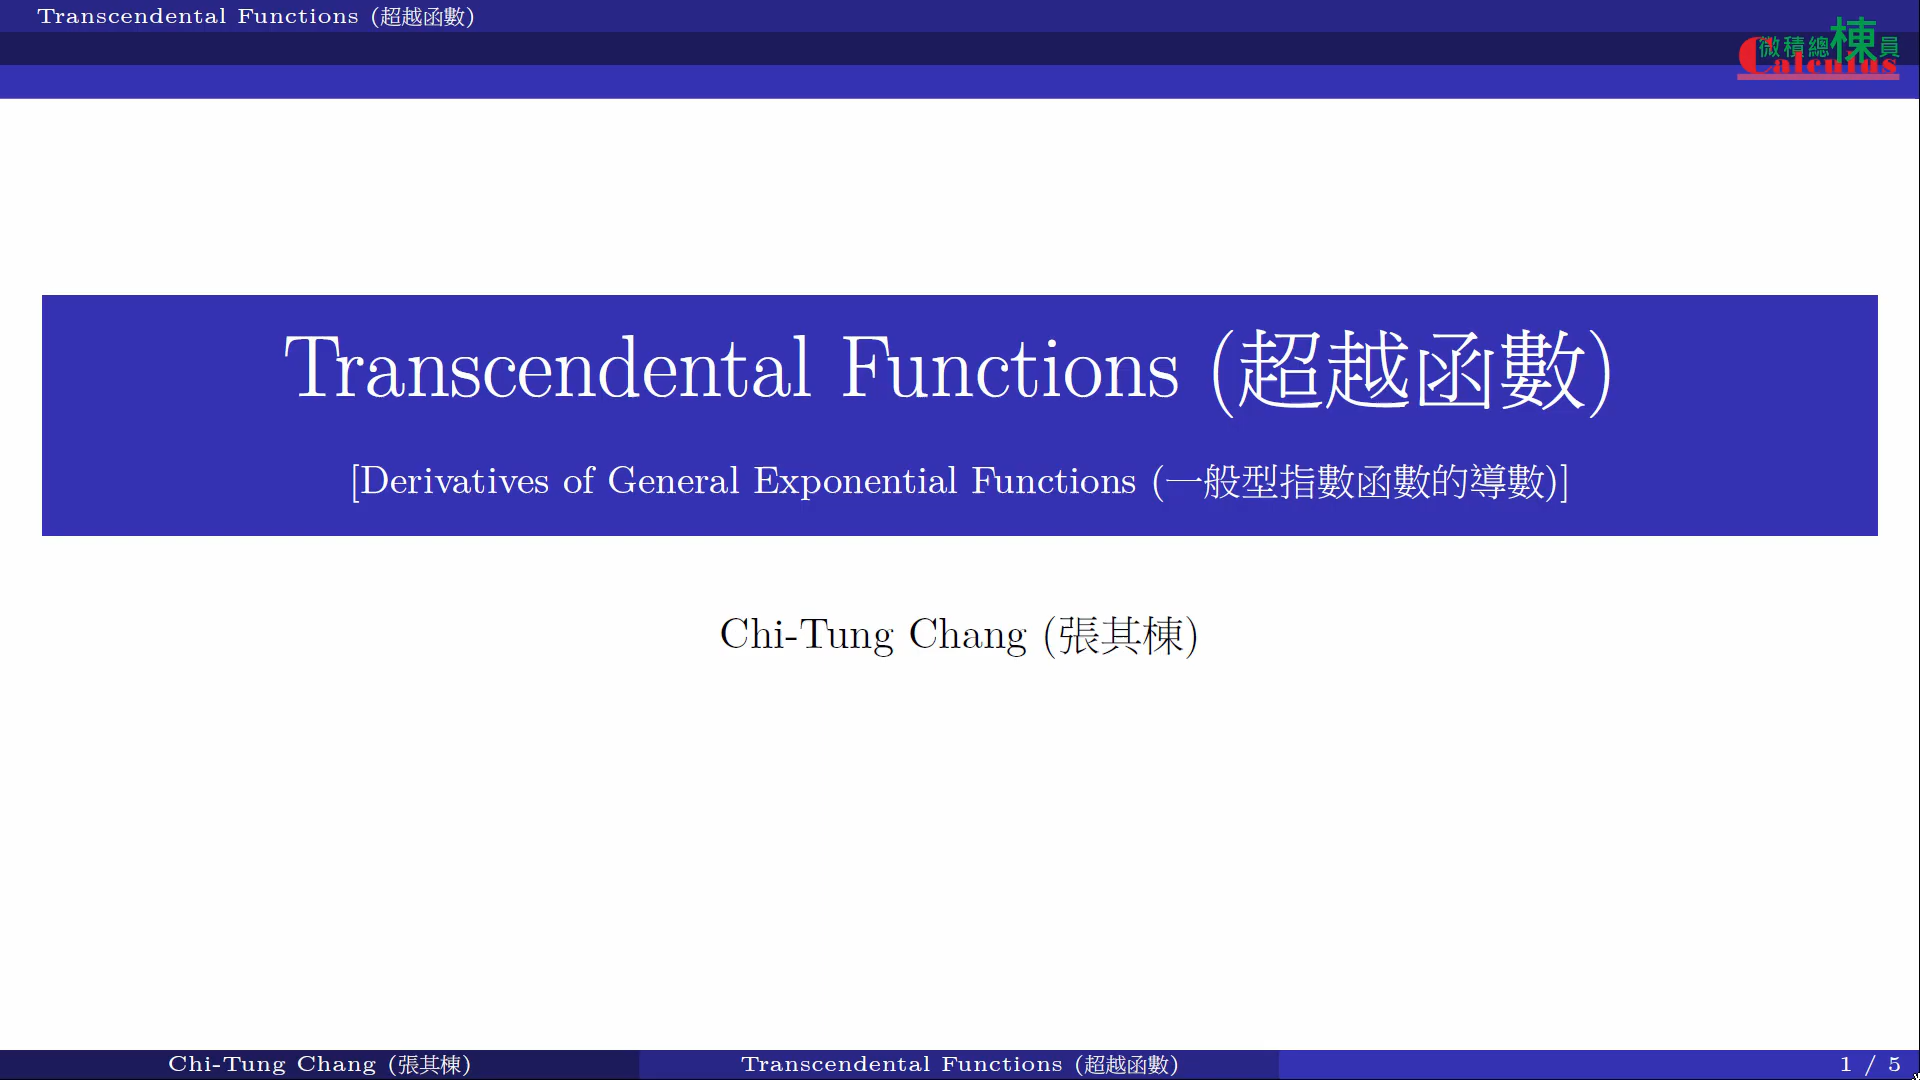 Transcendental Functions (超越函數)
微積總棟員
Calculus
Transcendental Functions (超越函數)
[Derivatives of General Exponential Functions (一般型指數函數的導數)]
Chi-Tung Chang (張其棟)
Chi-Tung Chang (張其棟)
Transcendental Functions (超越函數)
1 / 5